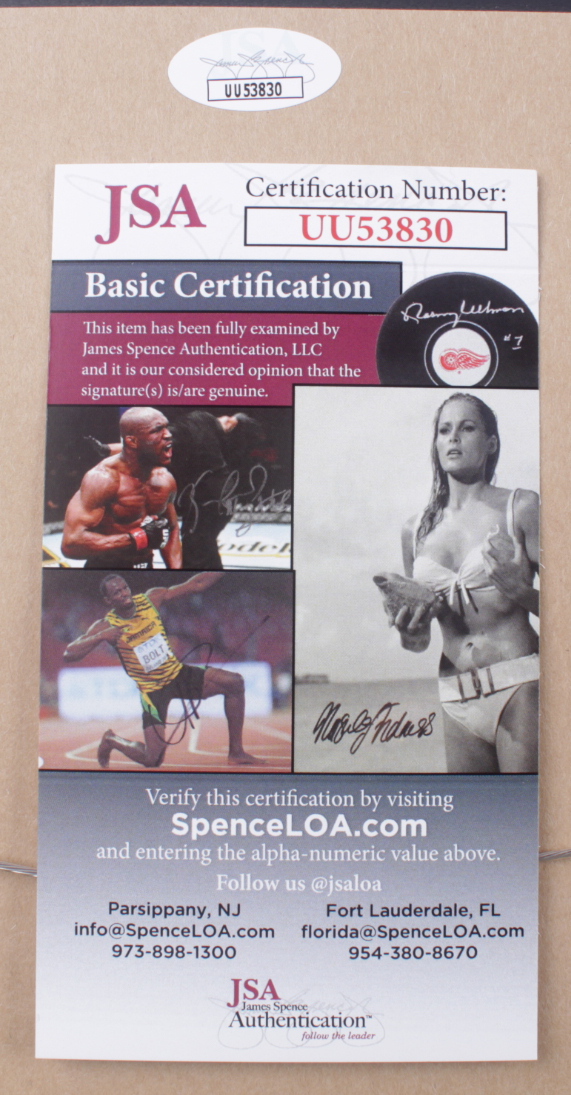 UU53830
JSA
Certification Number:
UU53830
Basic Certification
This item has been fully examined by
James Spence Authentication, LLC
and it is our considered opinion that the
signature(s) is/are genuine.
#7
BOLT
Verify this certification by visiting
SpenceLOA.com
and entering the alpha-numeric value above.
Follow us @jsaloa
Parsippany, NJ
info@SpenceLOA.com
973-898-1300
Fort Lauderdale, FL
florida@SpenceLOA.com
954-380-8670
JSA
James Spence
Authentication™
follow the leader